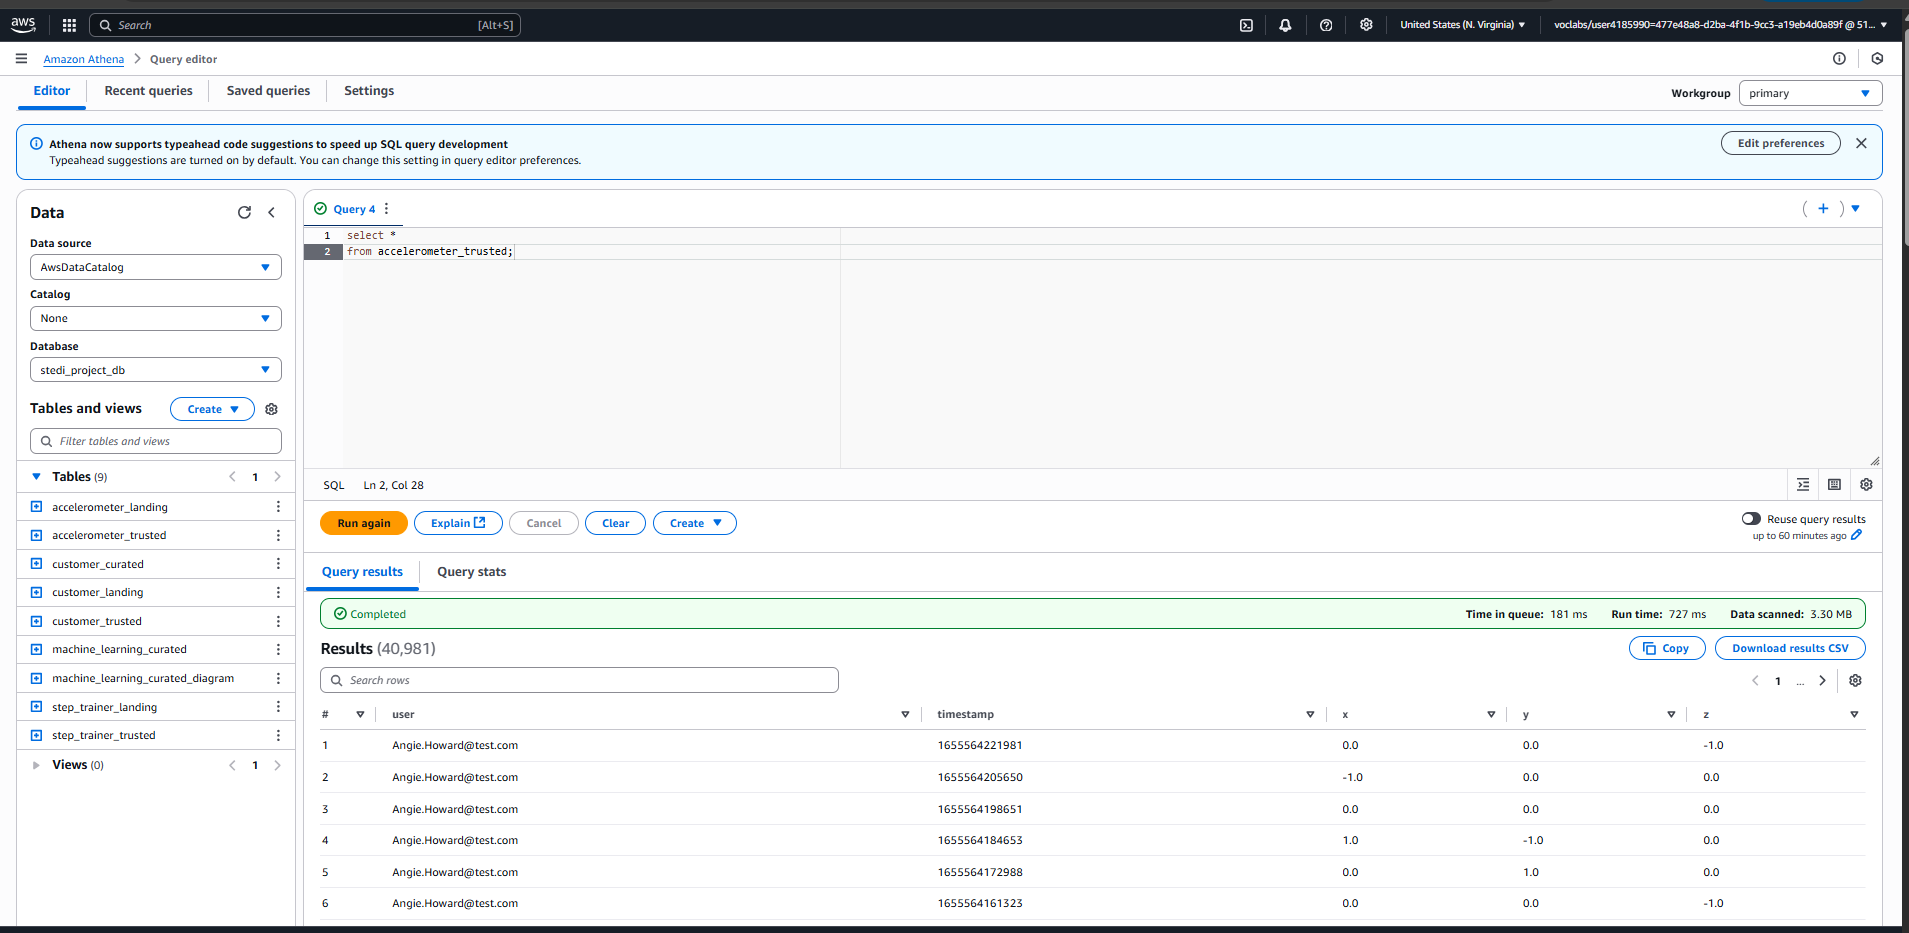 aws Search [Alt+S] United States (N. Virginia) voclabs/user4185990=477e48a8-d2ba-4f1b-9cc3-a19eb4d0a89f @ 51...
Amazon Athena > Query editor
Editor Recent queries Saved queries Settings Workgroup primary
Athena now supports typeahead code suggestions to speed up SQL query development
Typeahead suggestions are turned on by default. You can change this setting in query editor preferences.
Edit preferences
Data
Data source
AwsDataCatalog
Catalog
None
Database
stedi_project_db
Tables and views Create
Filter tables and views
Tables (9) < 1 >
accelerometer_landing
accelerometer_trusted
customer_curated
customer_landing
customer_trusted
machine_learning_curated
machine_learning_curated_diagram
step_trainer_landing
step_trainer_trusted
Views (0) < 1 >
Query 4
1 select *
2 from accelerometer_trusted;
SQL Ln 2, Col 28
Run again Explain Cancel Clear Create
Reuse query results
up to 60 minutes ago
Query results Query stats
Completed Time in queue: 181 ms Run time: 727 ms Data scanned: 3.30 MB
Results (40,981) Copy Download results CSV
Search rows < 1 ... >
# user timestamp x y z
1 Angie.Howard@test.com 1655564221981 0.0 0.0 -1.0
2 Angie.Howard@test.com 1655564205650 -1.0 0.0 0.0
3 Angie.Howard@test.com 1655564198651 0.0 0.0 0.0
4 Angie.Howard@test.com 1655564184653 1.0 -1.0 0.0
5 Angie.Howard@test.com 1655564172988 0.0 1.0 0.0
6 Angie.Howard@test.com 1655564161323 0.0 0.0 -1.0